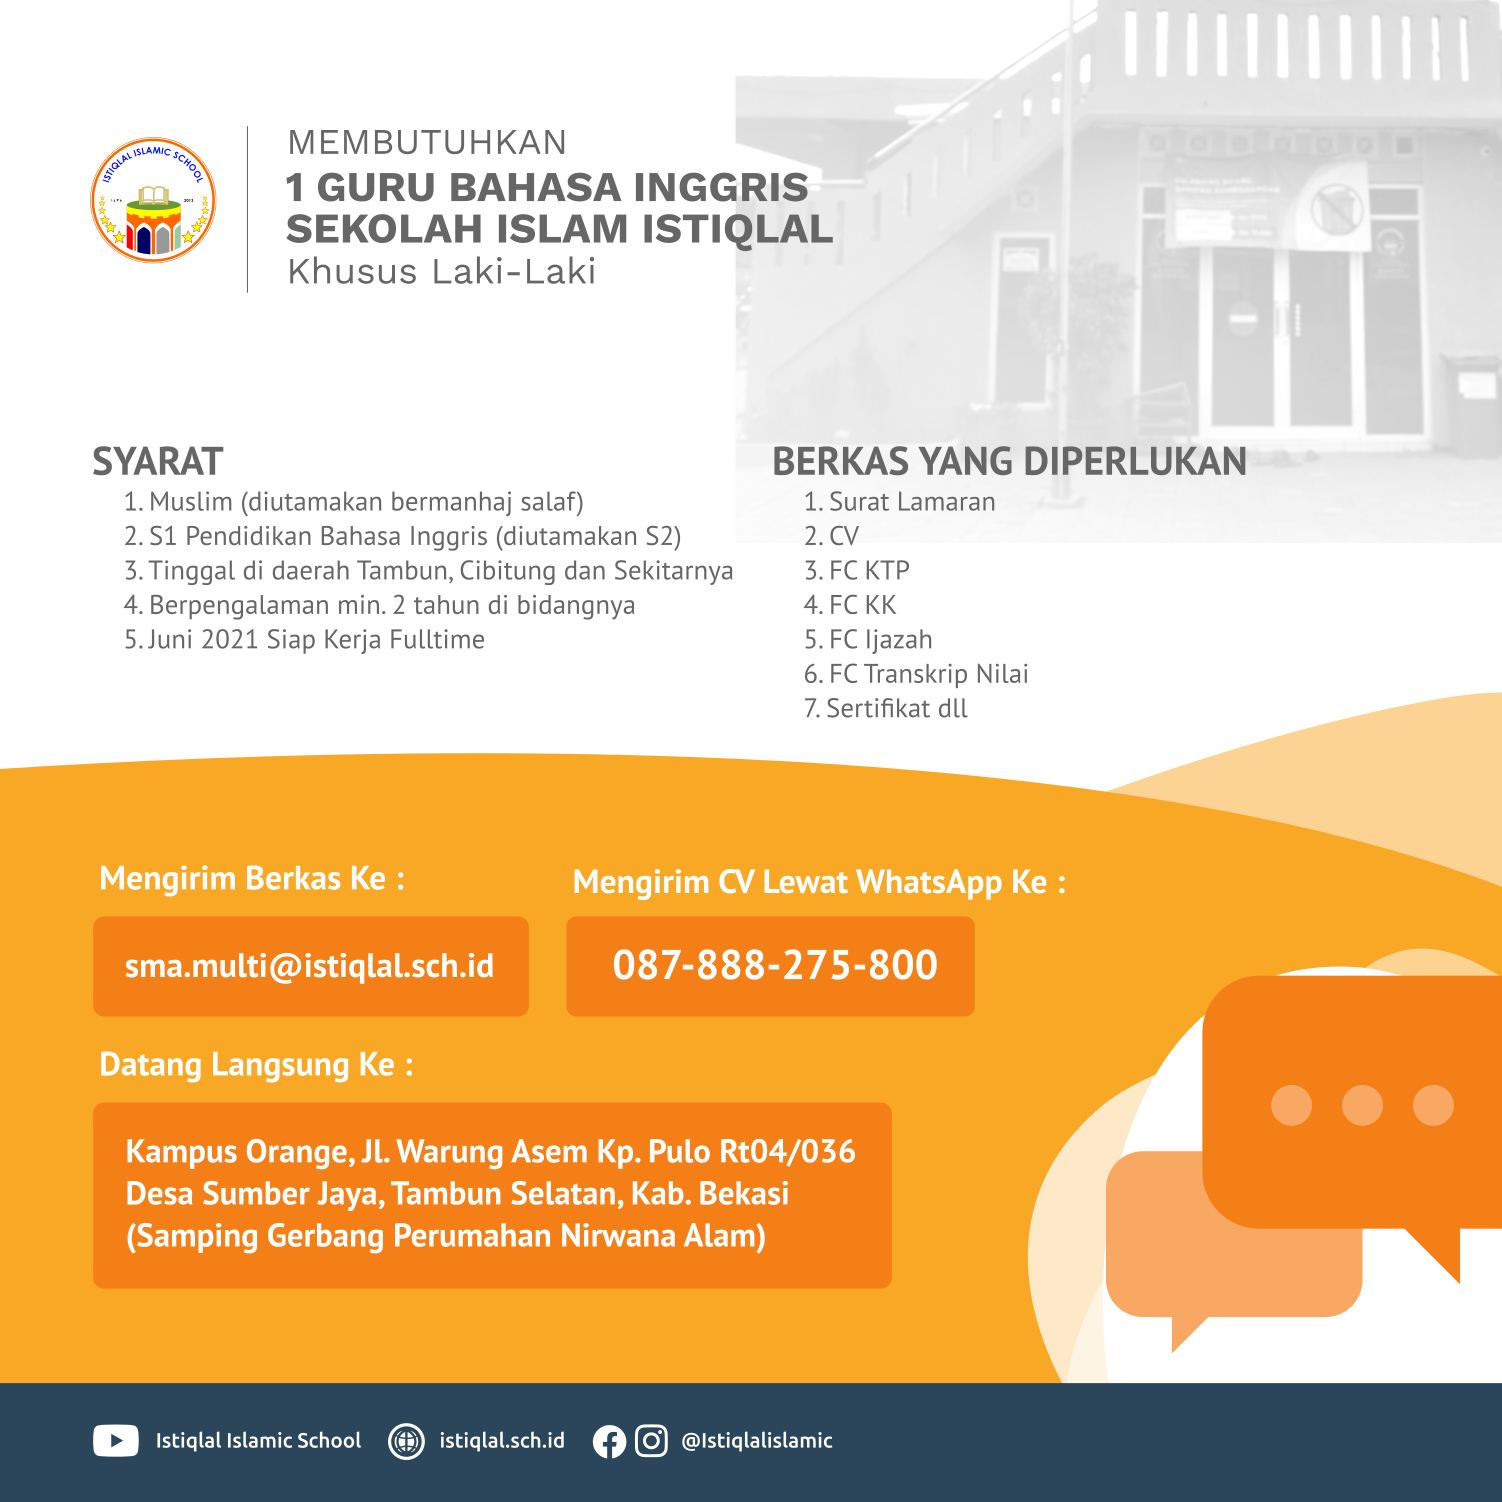 ISTIQLAL ISLAMIC SCHOOL
2013
MEMBUTUHKAN
1 GURU BAHASA INGGRIS
SEKOLAH ISLAM ISTIQLAL
Khusus Laki-Laki
SYARAT
1. Muslim (diutamakan bermanhaj salaf)
2. S1 Pendidikan Bahasa Inggris (diutamakan S2)
3. Tinggal di daerah Tambun, Cibitung dan Sekitarnya
4. Berpengalaman min. 2 tahun di bidangnya
5. Juni 2021 Siap Kerja Fulltime
BERKAS YANG DIPERLUKAN
1. Surat Lamaran
2. CV
3. FC KTP
4. FC KK
5. FC Ijazah
6. FC Transkrip Nilai
7. Sertifikat dll
Mengirim Berkas Ke :
sma.multi@istiqlal.sch.id
Mengirim CV Lewat WhatsApp Ke :
087-888-275-800
Datang Langsung Ke :
Kampus Orange, Jl. Warung Asem Kp. Pulo Rt04/036
Desa Sumber Jaya, Tambun Selatan, Kab. Bekasi
(Samping Gerbang Perumahan Nirwana Alam)
Istiqlal Islamic School
istiqlal.sch.id
@Istiqlalislamic